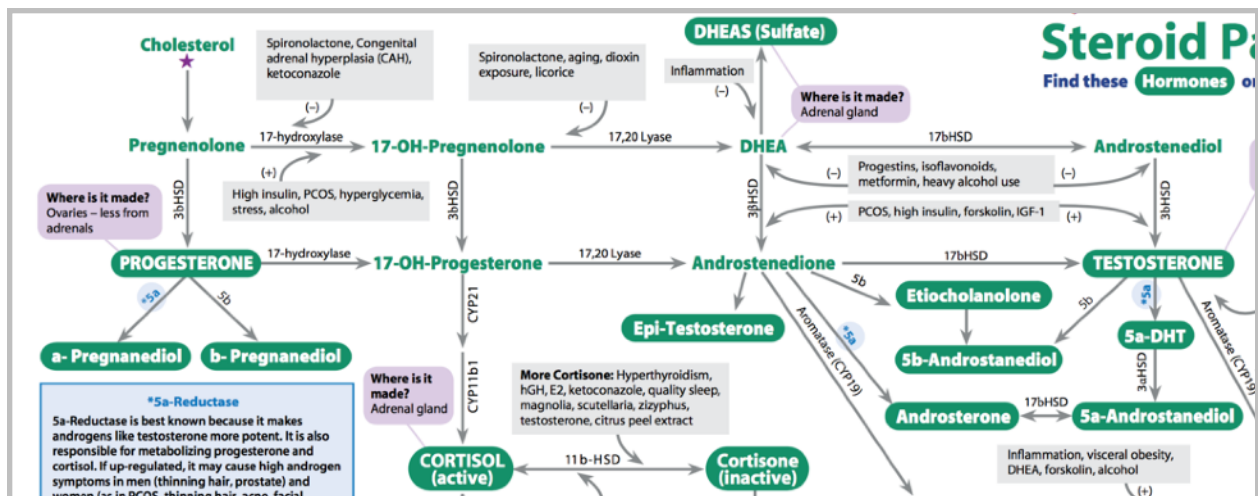 DHEAS (Sulfate)
Steroid Pa
Find these Hormones
Cholesterol
Spironolactone, Congenital
adrenal hyperplasia (CAH),
ketoconazole
(–)
Spironolactone, aging, dioxin
exposure, licorice
(–)
Inflammation
(–)
Where is it made?
Adrenal gland
Pregnenolone
17-hydroxylase
17-OH-Pregnenolone
17,20 Lyase
DHEA
17bHSD
Androstenediol
(+)
High insulin, PCOS, hyperglycemia,
stress, alcohol
(–)
Progestins, isoflavonoids,
metformin, heavy alcohol use
(–)
(+)
PCOS, high insulin, forskolin, IGF-1
(+)
Where is it made?
Ovaries – less from
adrenals
3bHSD
3bHSD
3βHSD
3bHSD
PROGESTERONE
17-hydroxylase
17-OH-Progesterone
17,20 Lyase
Androstenedione
17bHSD
TESTOSTERONE
*5a
5b
CYP21
5b
Etiocholanolone
5b
*5a
Epi-Testosterone
*5a
Aromatase (CYP19)
5b-Androstanediol
5a-DHT
Aromatase (CYP19)
a- Pregnanediol
b- Pregnanediol
CYP11b1
3aHSD
Where is it
made?
Adrenal gland
More Cortisone: Hyperthyroidism,
hGH, E2, ketoconazole, quality sleep,
magnolia, scutellaria, zizyphus,
testosterone, citrus peel extract
Androsterone
17bHSD
5a-Androstanediol
*5a-Reductase
5a-Reductase is best known because it makes
androgens like testosterone more potent. It is also
responsible for metabolizing progesterone and
cortisol. If up-regulated, it may cause high androgen
symptoms in men (thinning hair, prostate) and
women (as in PCOS, thinning hair, acne, facial
CORTISOL
(active)
11b-HSD
Cortisone
(inactive)
Inflammation, visceral obesity,
DHEA, forskolin, alcohol
(+)